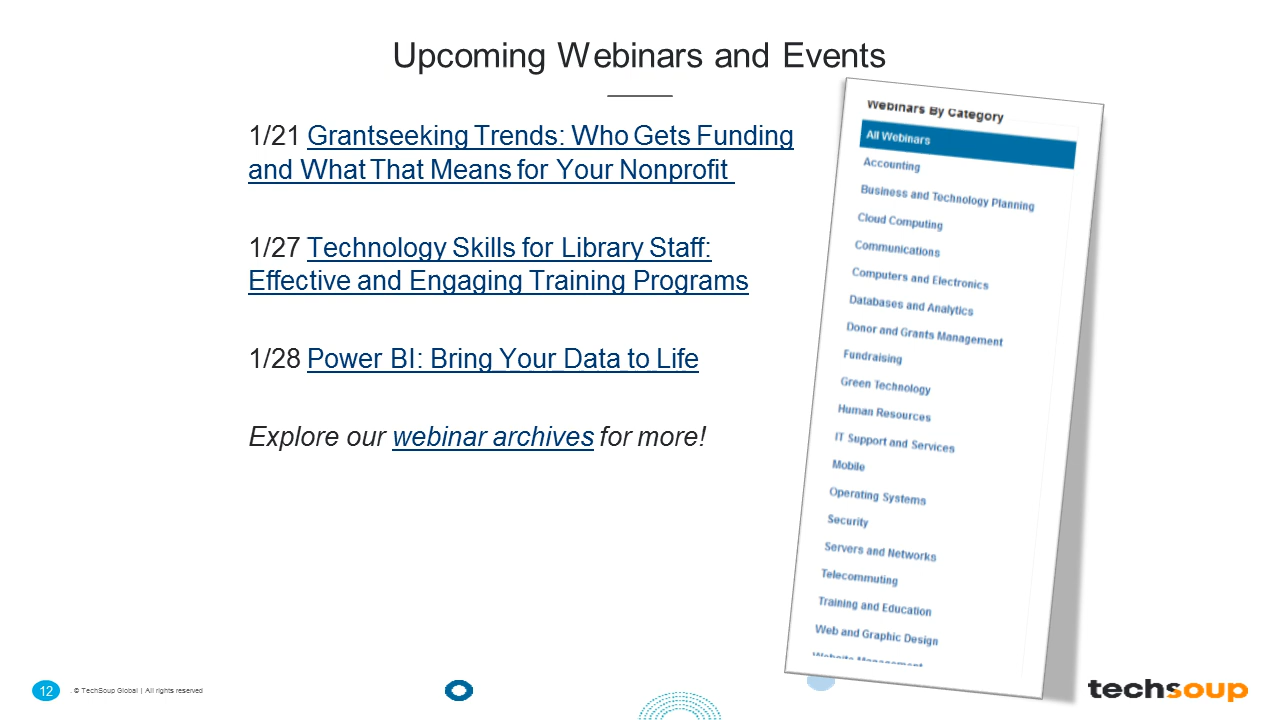 Upcoming Webinars and Events
1/21 Grantseeking Trends: Who Gets Funding
and What That Means for Your Nonprofit
1/27 Technology Skills for Library Staff:
Effective and Engaging Training Programs
1/28 Power BI: Bring Your Data to Life
Explore our webinar archives for more!
Webinars By Category
All Webinars
Accounting
Business and Technology Planning
Cloud Computing
Communications
Computers and Electronics
Databases and Analytics
Donor and Grants Management
Fundraising
Green Technology
Human Resources
IT Support and Services
Mobile
Operating Systems
Security
Servers and Networks
Telecommuting
Training and Education
Web and Graphic Design
Website Management
12
. © TechSoup Global | All rights reserved
techsoup